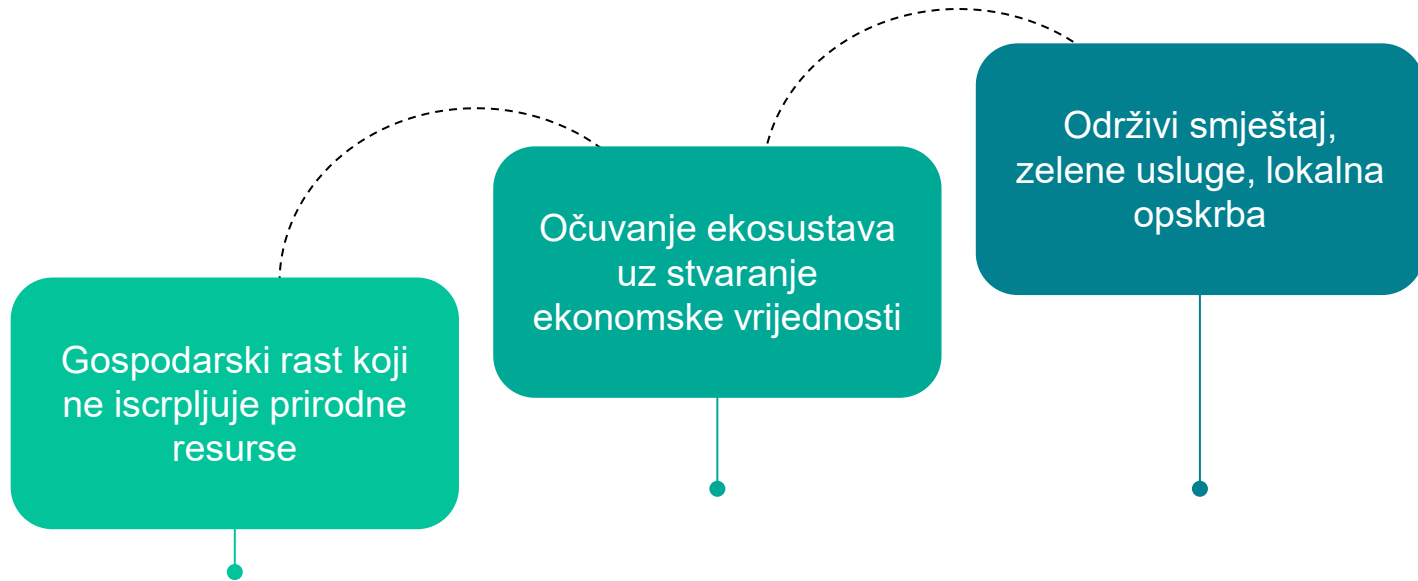 Gospodarski rast koji
ne iscrpljuje prirodne
resurse
Očuvanje ekosustava
uz stvaranje
ekonomske vrijednosti
Održivi smještaj,
zelene usluge, lokalna
opskrba